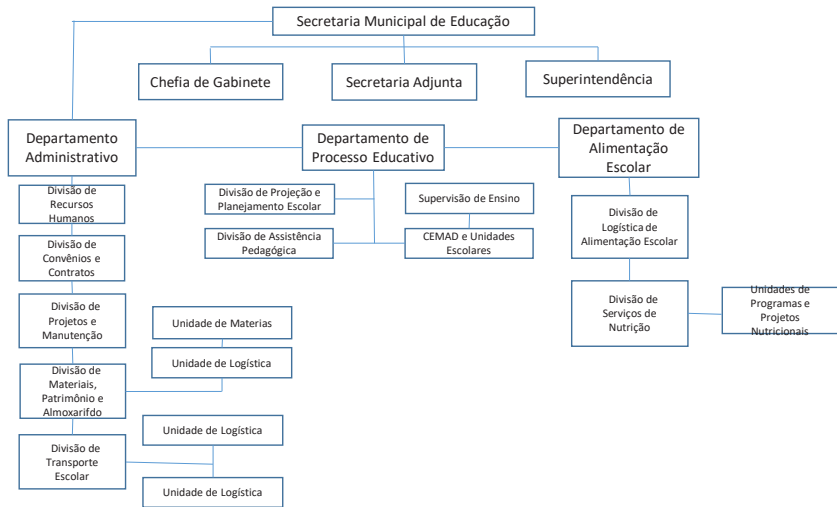 Secretaria Municipal de Educação
Chefia de Gabinete
Secretaria Adjunta
Superintendência
Departamento
Administrativo
Departamento de
Processo Educativo
Departamento de
Alimentação
Escolar
Divisão de
Recursos
Humanos
Divisão de
Convênios e
Contratos
Divisão de
Projetos e
Manutenção
Divisão de
Materiais,
Patrimônio e
Almoxarifdo
Divisão de
Transporte
Escolar
Unidade de Materias
Unidade de Logística
Unidade de Logística
Unidade de Logística
Divisão de Projeção e
Planejamento Escolar
Divisão de Assistência
Pedagógica
Supervisão de Ensino
CEMAD e Unidades
Escolares
Divisão de
Logística de
Alimentação Escolar
Divisão de
Serviços de
Nutrição
Unidades de
Programas e
Projetos
Nutricionais